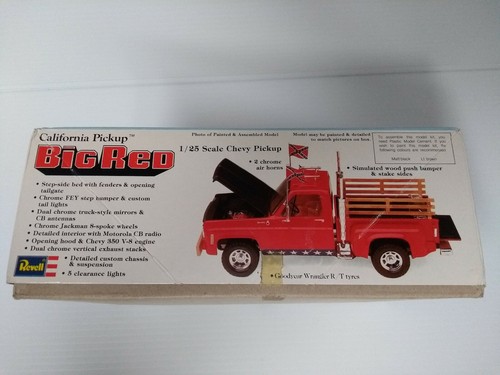 California Pickup™
BIG RED
Photo of Painted & Assembled Model
Model may be painted & detailed
to match pictures on box.
1/25 Scale Chevy Pickup
• 2 chrome
air horns
• Simulated wood push bumper
& stake sides
• Step-side bed with fenders & opening
tailgate
• Chrome FEY step bumper & custom
tail lights
• Dual chrome truck-style mirrors &
CB antennas
• Chrome Jackman 8-spoke wheels
• Detailed interior with Motorola CB radio
• Opening hood & Chevy 350 V-8 engine
• Dual chrome vertical exhaust stacks
• Detailed custom chassis
& suspension
• 5 clearance lights
• Goodyear Wrangler R/T tyres
Revell